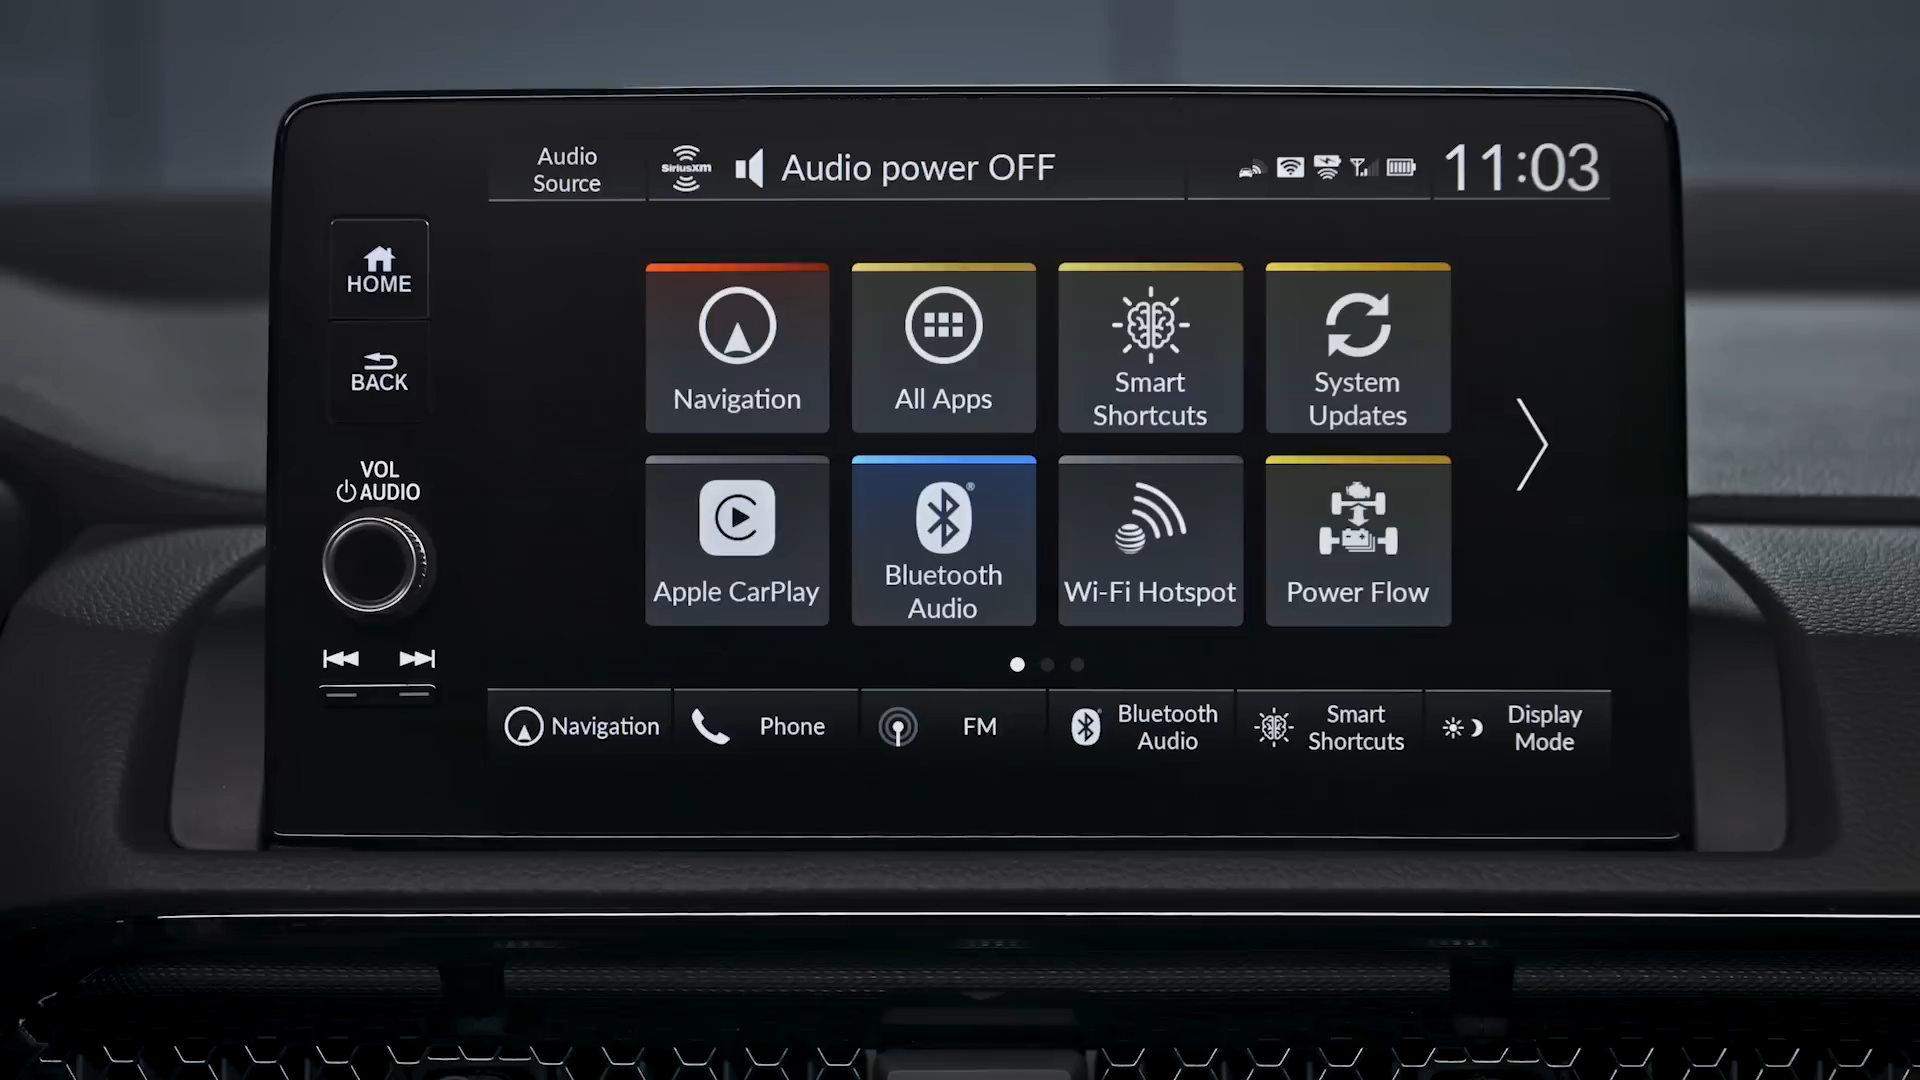 Audio
Source
SiriusXM
Audio power OFF
11:03
HOME
BACK
VOL
AUDIO
Navigation
All Apps
Smart
Shortcuts
System
Updates
Apple CarPlay
Bluetooth
Audio
Wi-Fi Hotspot
Power Flow
Navigation
Phone
FM
Bluetooth
Audio
Smart
Shortcuts
Display
Mode